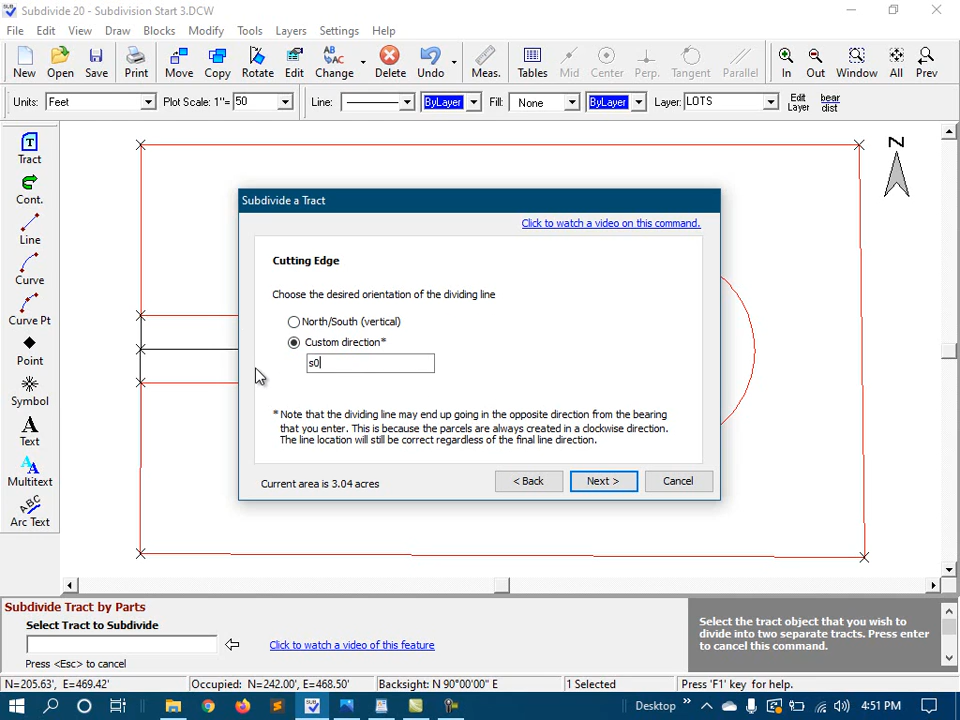 Subdivide 20 - Subdivision Start 3.DCW
File Edit View Draw Blocks Modify Tools Layers Settings Help
New Open Save Print Move Copy Rotate Edit Change Delete Undo Meas. Tables Mid Center Perp. Tangent Parallel In Out Window All Prev
Units: Feet Plot Scale: 1"= 50 Line: ByLayer Fill: None ByLayer Layer: LOTS Edit Layer bear dist
Tract
Cont.
Line
Curve
Curve Pt
Point
Symbol
Text
Multitext
Arc Text
N
Subdivide a Tract
Click to watch a video on this command.
Cutting Edge
Choose the desired orientation of the dividing line
North/South (vertical)
Custom direction*
s0
* Note that the dividing line may end up going in the opposite direction from the bearing
that you enter. This is because the parcels are always created in a clockwise direction.
The line location will still be correct regardless of the final line direction.
Current area is 3.04 acres
< Back Next > Cancel
Subdivide Tract by Parts
Select Tract to Subdivide
Click to watch a video of this feature
Press <Esc> to cancel
Select the tract object that you wish to
divide into two separate tracts. Press enter
to cancel this command.
N=205.63', E=469.42' Occupied: N=242.00', E=468.50' Backsight: N 90°00'00" E 1 Selected Press 'F1' key for help.
Desktop » 4:51 PM